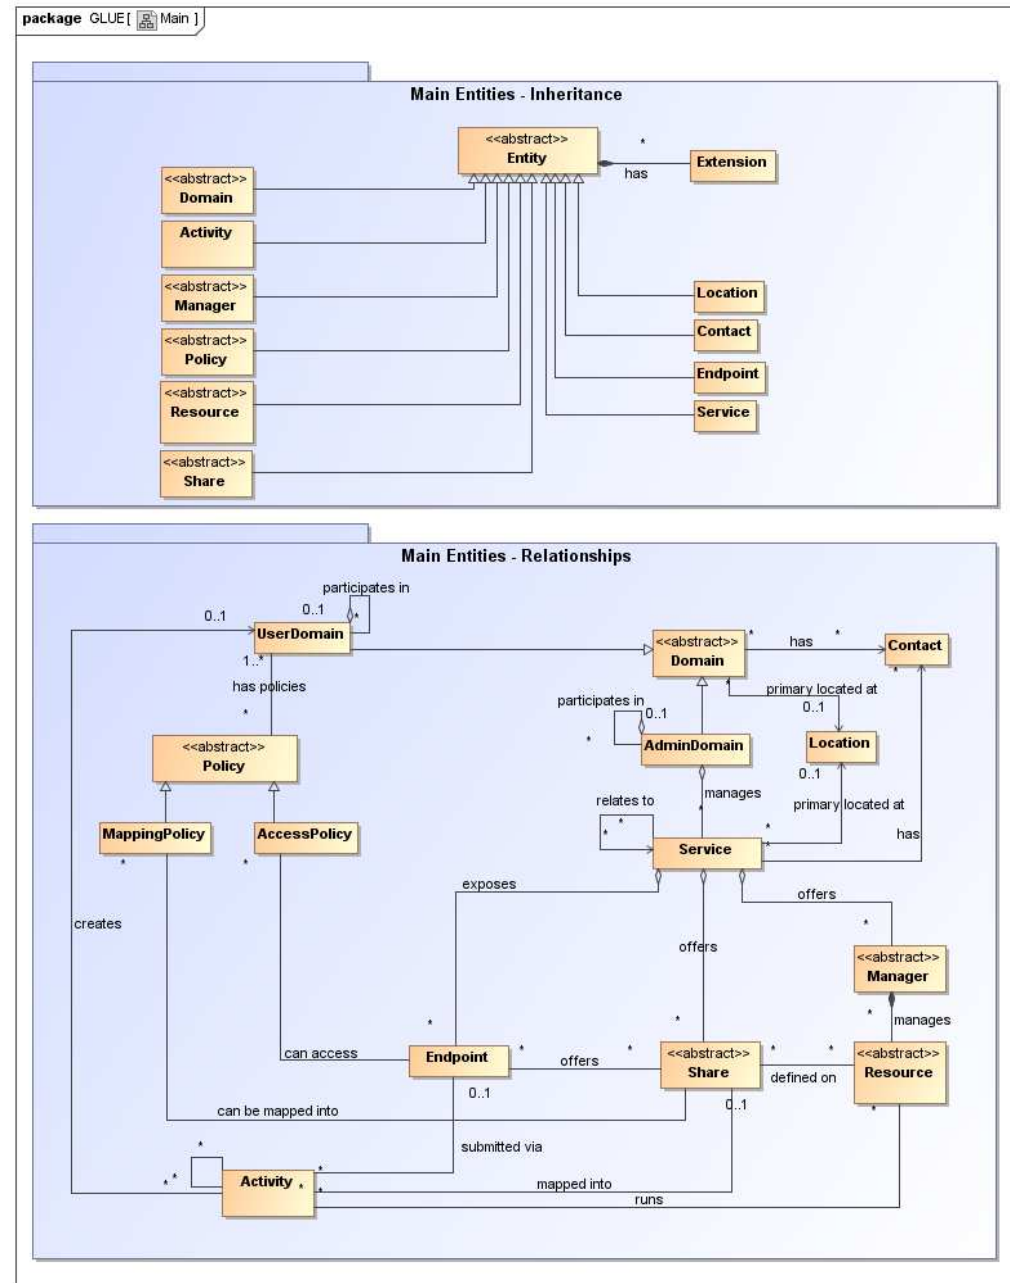 package GLUE[ Main ]
Main Entities - Inheritance
<<abstract>>
Entity
*
has
Extension
<<abstract>>
Domain
Activity
<<abstract>>
Manager
<<abstract>>
Policy
<<abstract>>
Resource
<<abstract>>
Share
Location
Contact
Endpoint
Service
Main Entities - Relationships
participates in
0..1
0..1
*
UserDomain
1..*
has policies
*
<<abstract>>
Domain
*
has
*
Contact
*
*
primary located at
0..1
participates in
0..1
*
AdminDomain
Location
0..1
<<abstract>>
Policy
manages
*
relates to
*
*
primary located at
*
*
has
MappingPolicy
*
AccessPolicy
*
Service
exposes
offers
*
creates
offers
<<abstract>>
Manager
*
manages
*
*
can access
Endpoint
*
offers
*
0..1
<<abstract>>
Share
*
defined on
*
0..1
<<abstract>>
Resource
*
can be mapped into
submitted via
*
*
*
*
Activity
*
*
mapped into
runs